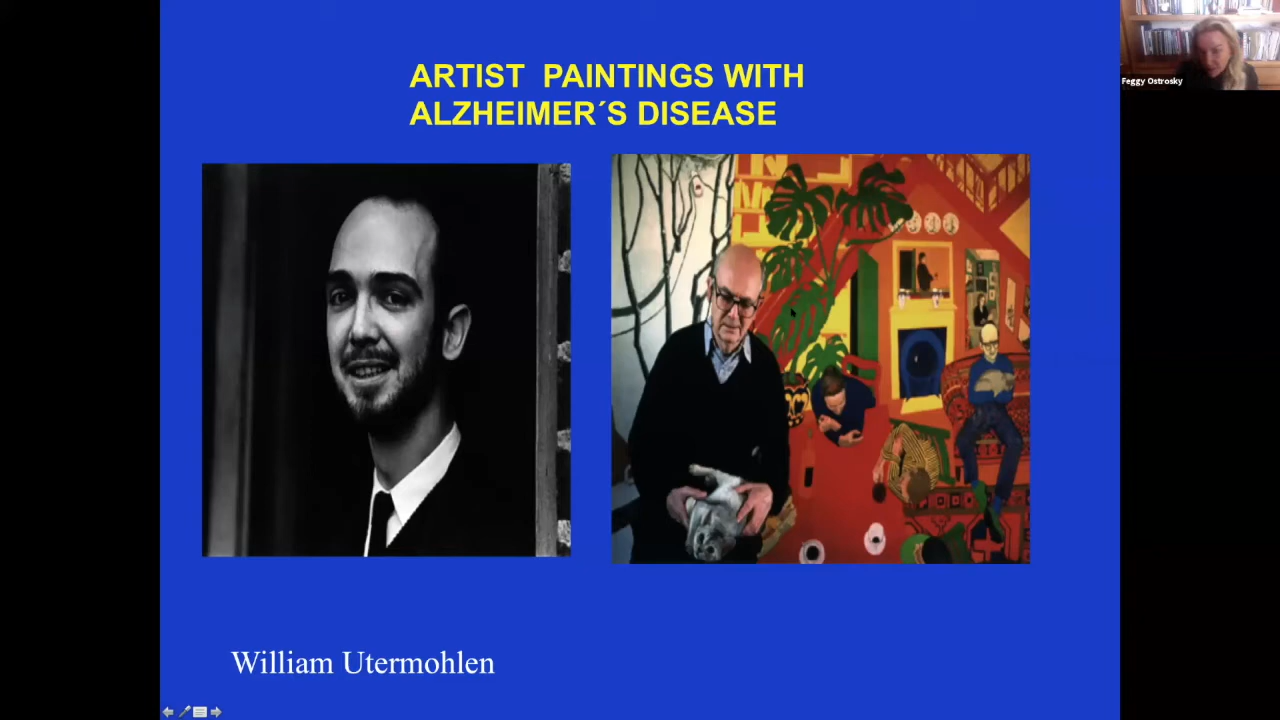 ARTIST PAINTINGS WITH
ALZHEIMER´S DISEASE
William Utermohlen
Feggy Ostrosky